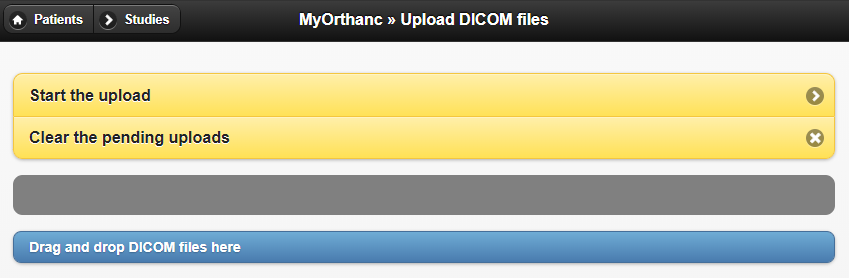 Patients Studies MyOrthanc » Upload DICOM files
Start the upload
Clear the pending uploads
Drag and drop DICOM files here